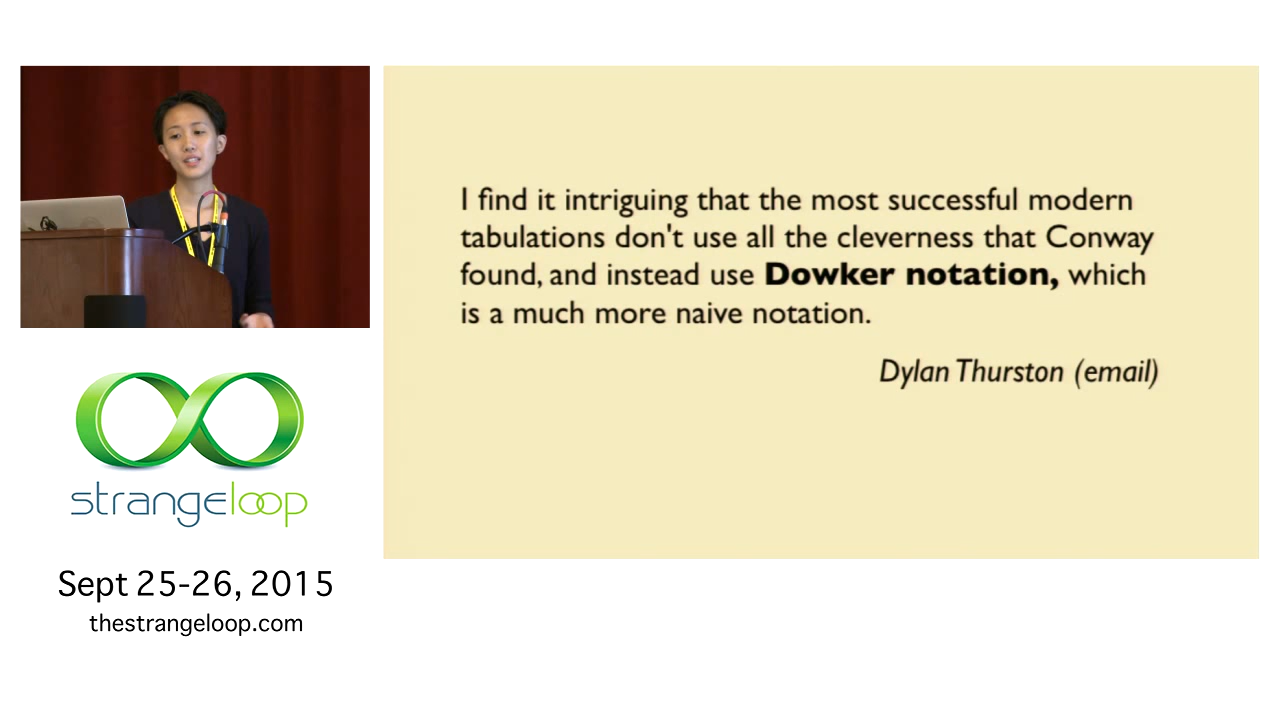 I find it intriguing that the most successful modern
tabulations don't use all the cleverness that Conway
found, and instead use Dowker notation, which
is a much more naive notation.
Dylan Thurston (email)
strangeloop
Sept 25-26, 2015
thestrangeloop.com